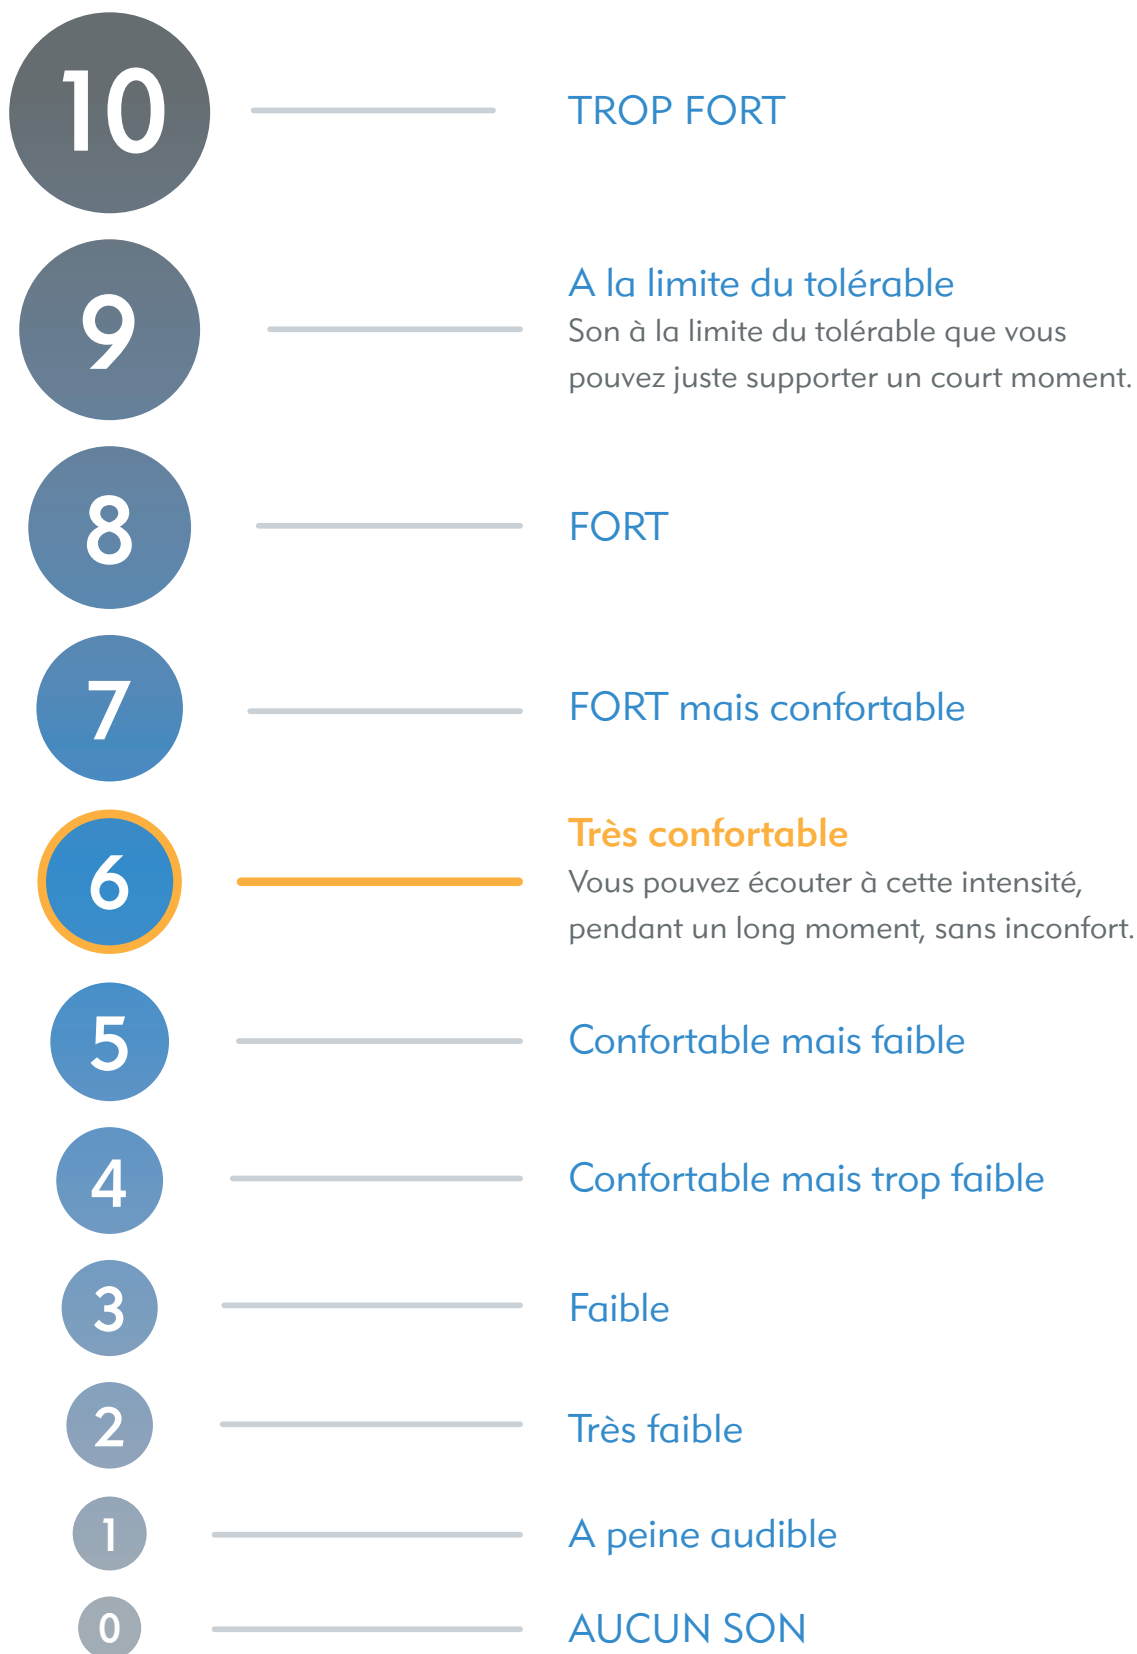 10 TROP FORT
9 A la limite du tolérable
Son à la limite du tolérable que vous
pouvez juste supporter un court moment.
8 FORT
7 FORT mais confortable
6 Très confortable
Vous pouvez écouter à cette intensité,
pendant un long moment, sans inconfort.
5 Confortable mais faible
4 Confortable mais trop faible
3 Faible
2 Très faible
1 A peine audible
0 AUCUN SON